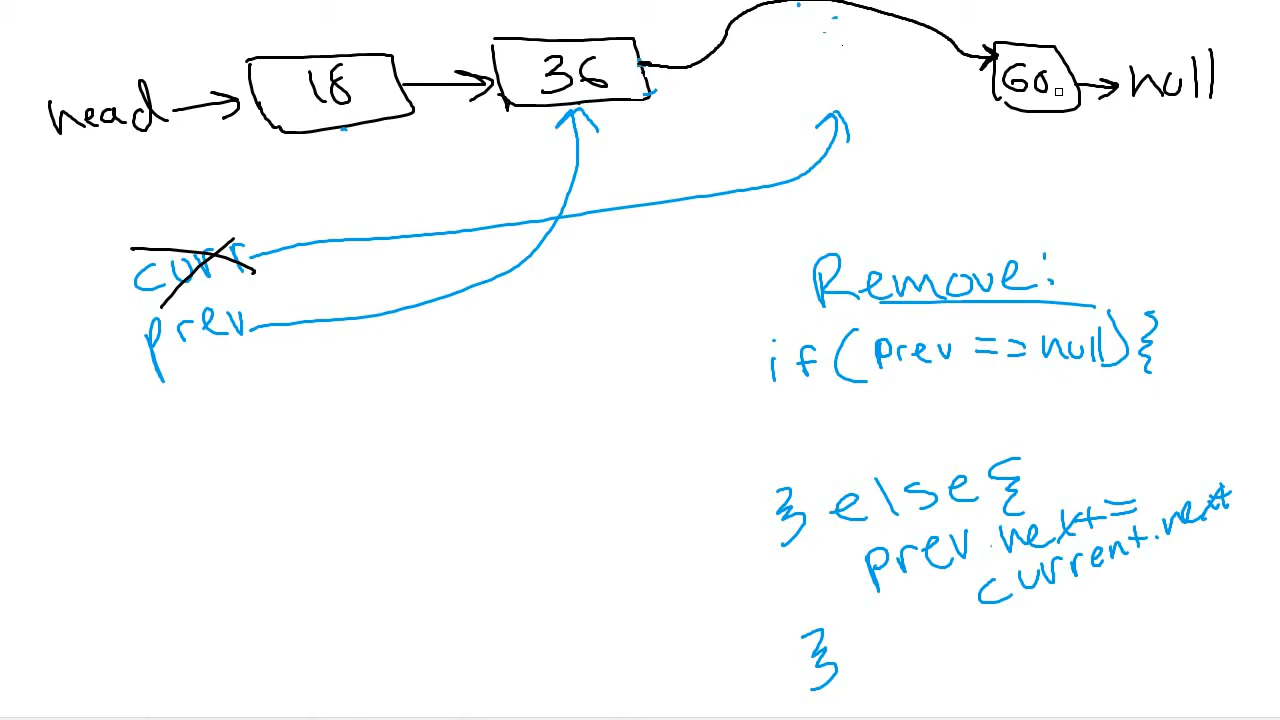 head 18 36 60 null
curr
prev
Remove:
if (prev == null) {
} else {
prev.next =
current.next
}